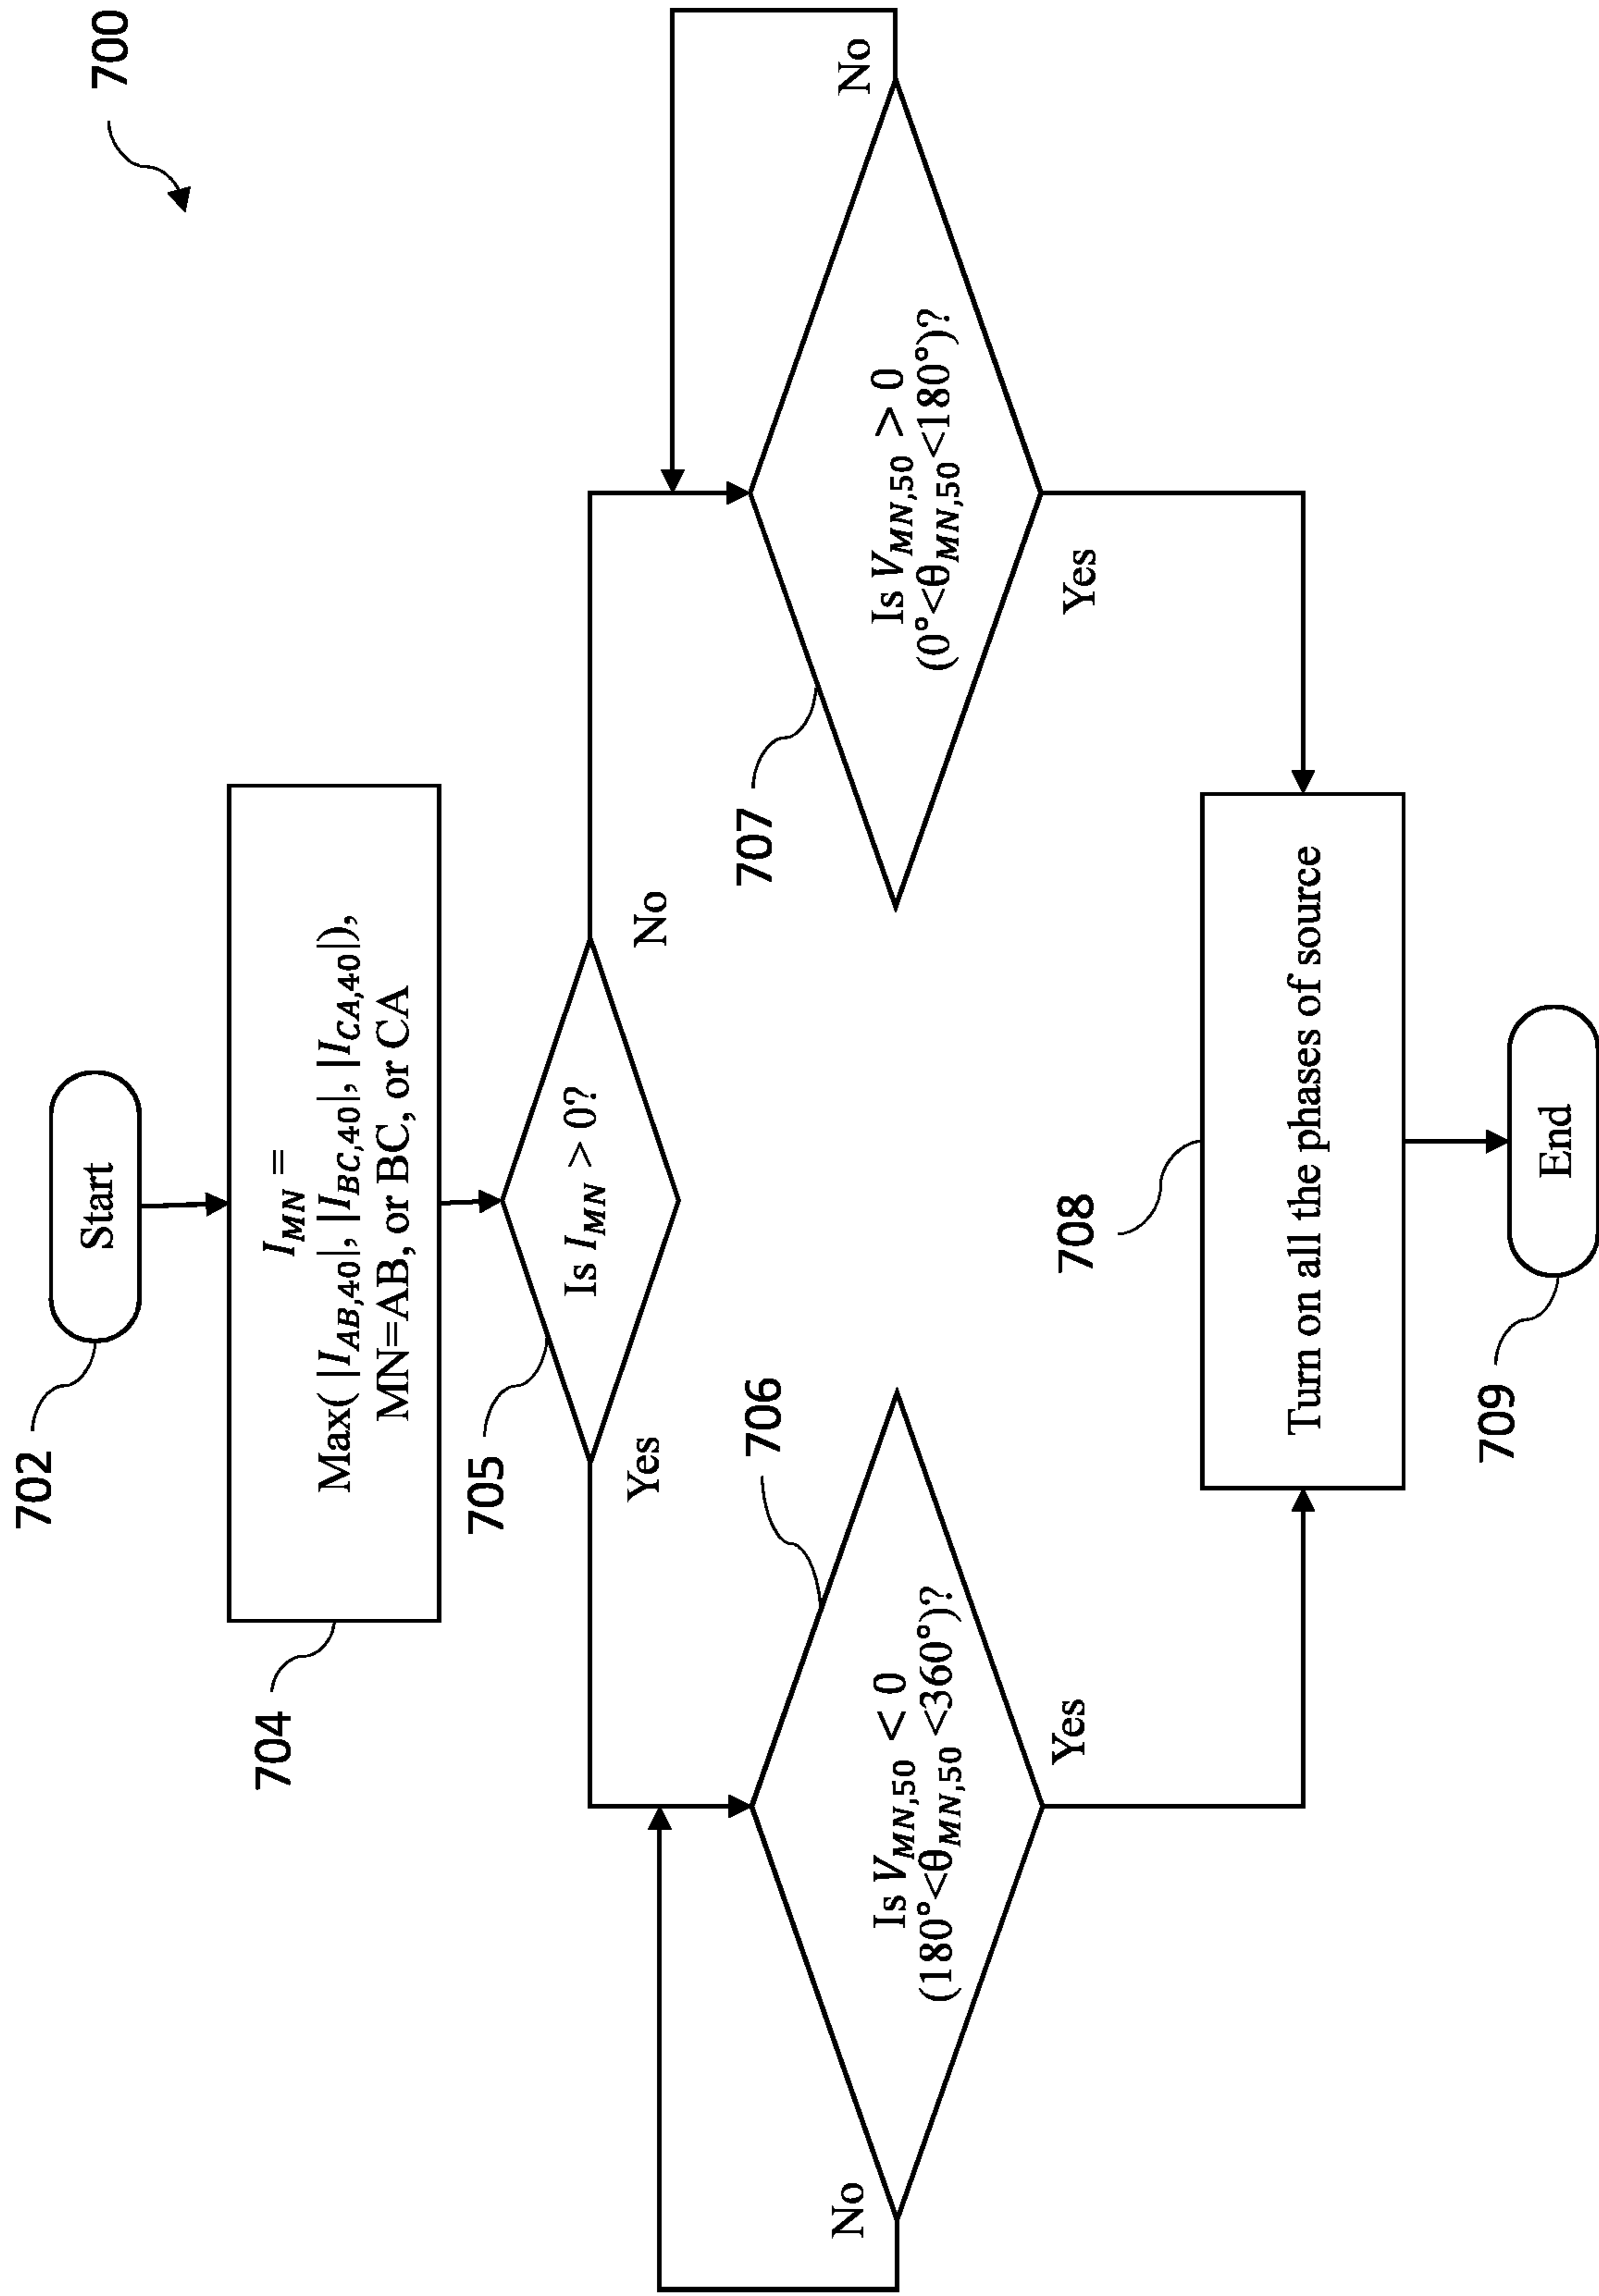 700
702
Start
704
I_MN =
Max( |I_AB,40|, |I_BC,40|, |I_CA,40|),
MN=AB, or BC, or CA
705
Is I_MN > 0?
Yes
No
706
Is V_MN,50 < 0
(180°<θ_MN,50 <360°)?
No
Yes
707
Is V_MN,50 > 0
(0°<θ_MN,50 <180°)?
No
Yes
708
Turn on all the phases of source
709
End